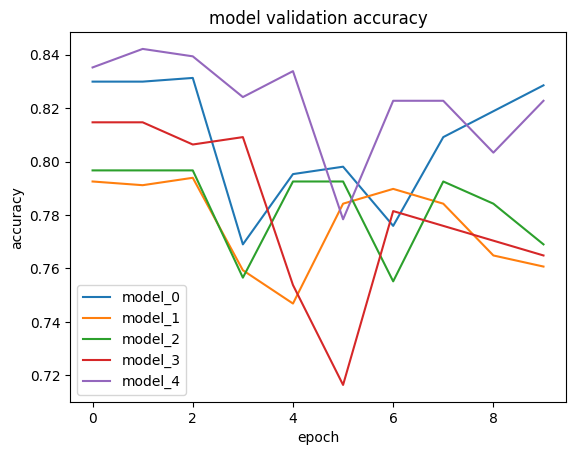 model validation accuracy
accuracy
0.84
0.82
0.80
0.78
0.76
0.74
0.72
model_0
model_1
model_2
model_3
model_4
0 2 4 6 8
epoch